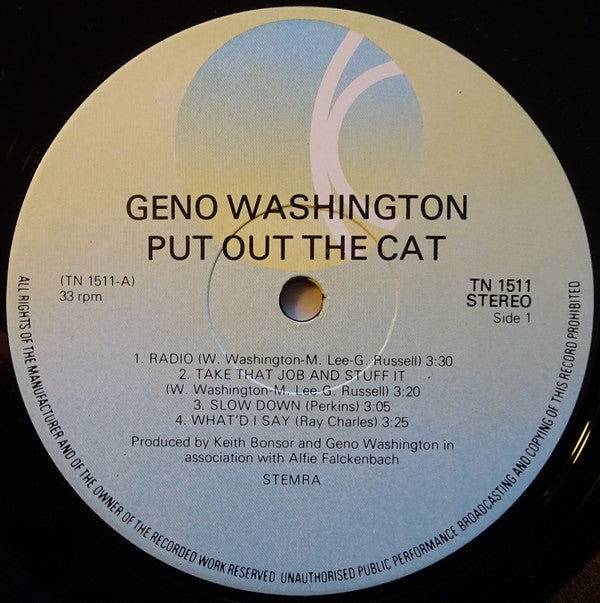 GENO WASHINGTON
PUT OUT THE CAT
(TN 1511-A)
33 rpm
TN 1511
STEREO
Side 1
1. RADIO (W. Washington-M. Lee-G. Russell) 3:30
2. TAKE THAT JOB AND STUFF IT
(W. Washington-M. Lee-G. Russell) 3:20
3. SLOW DOWN (Perkins) 3:05
4. WHAT'D I SAY (Ray Charles) 3:25
Produced by Keith Bonsor and Geno Washington in
association with Alfie Falckenbach
STEMRA
ALL RIGHTS OF THE MANUFACTURER AND OF THE OWNER OF THE RECORDED WORK RESERVED UNAUTHORISED PUBLIC PERFORMANCE BROADCASTING AND COPYING OF THIS RECORD PROHIBITED